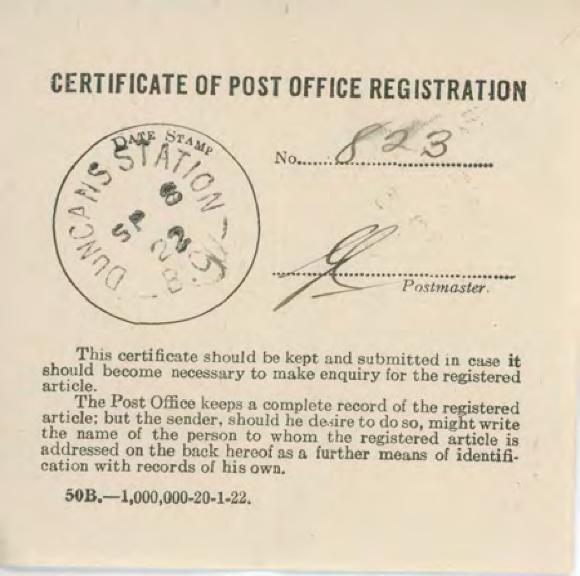 CERTIFICATE OF POST OFFICE REGISTRATION
DATE STAMP
DUNCANS STATION
B.C.
No. 823
Postmaster.
This certificate should be kept and submitted in case it
should become necessary to make enquiry for the registered
article.
The Post Office keeps a complete record of the registered
article; but the sender, should he desire to do so, might write
the name of the person to whom the registered article is
addressed on the back hereof as a further means of identifi-
cation with records of his own.
50B.—1,000,000-20-1-22.